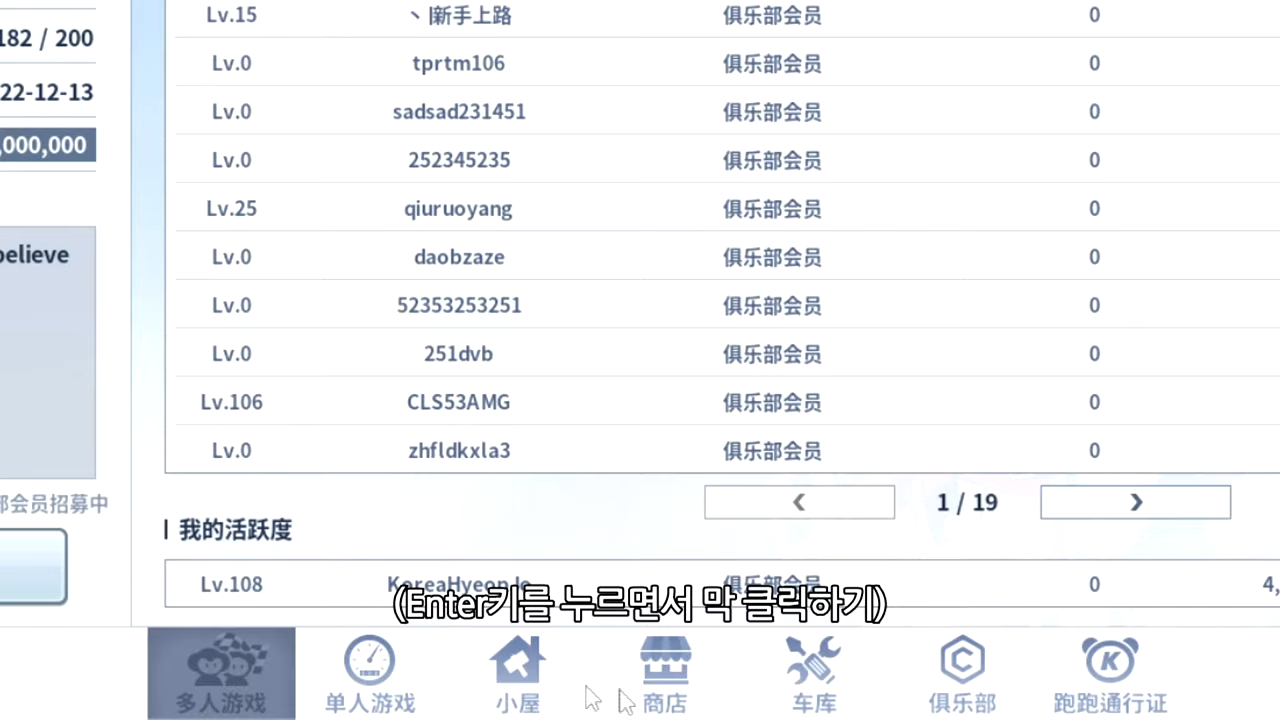 Lv.15 丶|新手上路 俱乐部会员 0
182 / 200
Lv.0 tprtm106 俱乐部会员 0
22-12-13
Lv.0 sadsad231451 俱乐部会员 0
,000,000
Lv.0 252345235 俱乐部会员 0
Lv.25 qiuruoyang 俱乐部会员 0
believe
Lv.0 daobzaze 俱乐部会员 0
Lv.0 52353253251 俱乐部会员 0
Lv.0 251dvb 俱乐部会员 0
Lv.106 CLS53AMG 俱乐部会员 0
Lv.0 zhfldkxla3 俱乐部会员 0
部会员招募中
1 / 19
我的活跃度
Lv.108 KoreaHyeonJo 俱乐部会员 0 4,
(Enter키를 누르면서 막 클릭하기)
多人游戏 单人游戏 小屋 商店 车库 俱乐部 跑跑通行证